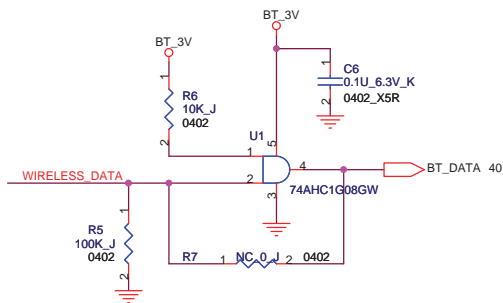 BT_3V
BT_3V
1
C6
0.1U_6.3V_K
2
0402_X5R
1
R6
10K_J
0402
2
U1
5
1
4
BT_DATA 40
WIRELESS_DATA
2
74AHC1G08GW
3
1
R5
100K_J
0402
2
R7
1
NC_0_J
2
0402